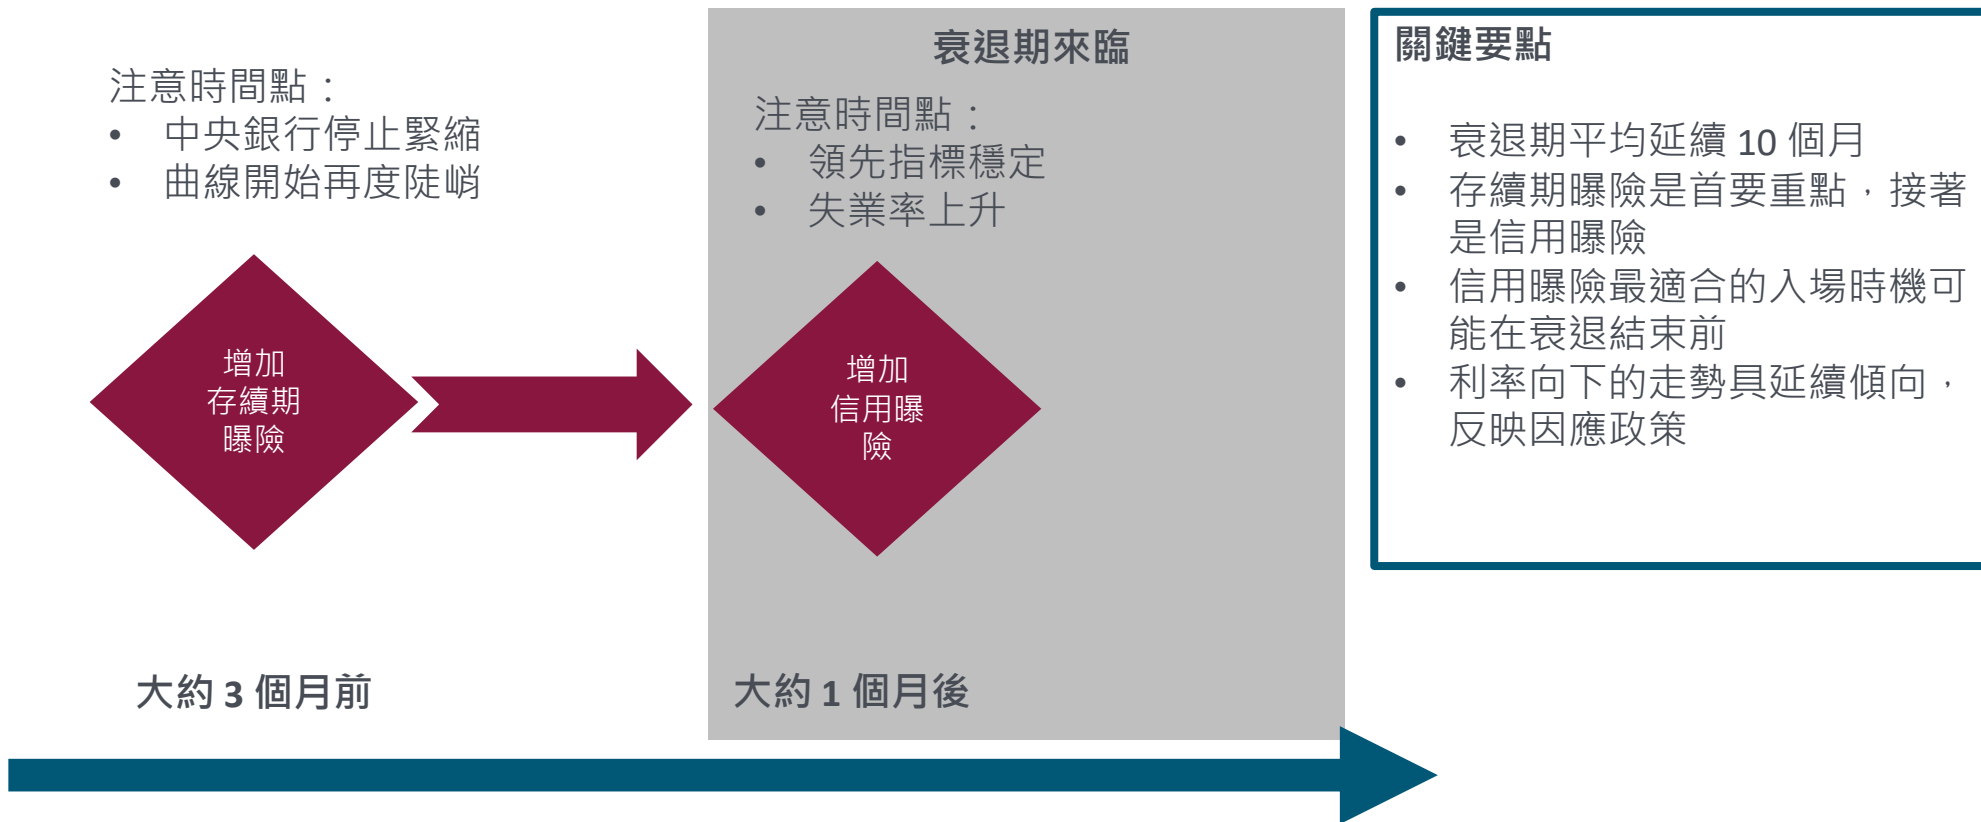 注意時間點：
• 中央銀行停止緊縮
• 曲線開始再度陡峭
增加
存續期
曝險
大約 3 個月前
衰退期來臨
注意時間點：
• 領先指標穩定
• 失業率上升
增加
信用曝
險
大約 1 個月後
關鍵要點
• 衰退期平均延續 10 個月
• 存續期曝險是首要重點，接著
是信用曝險
• 信用曝險最適合的入場時機可
能在衰退結束前
• 利率向下的走勢具延續傾向，
反映因應政策